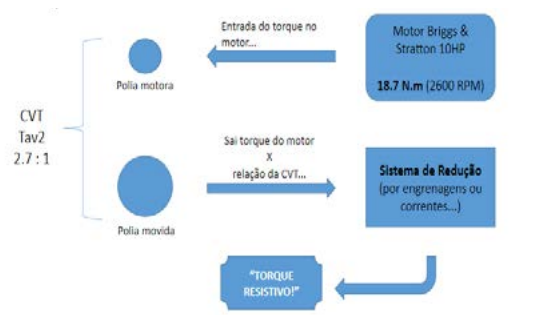 Entrada do torque no
motor...
Motor Briggs &
Stratton 10HP
18.7 N.m (2600 RPM)
Polia motora
CVT
Tav2
2.7 : 1
Sai torque do motor
X
relação da CVT...
Sistema de Redução
(por engrenagens ou
correntes...)
Polia movida
"TORQUE
RESISTIVO!"